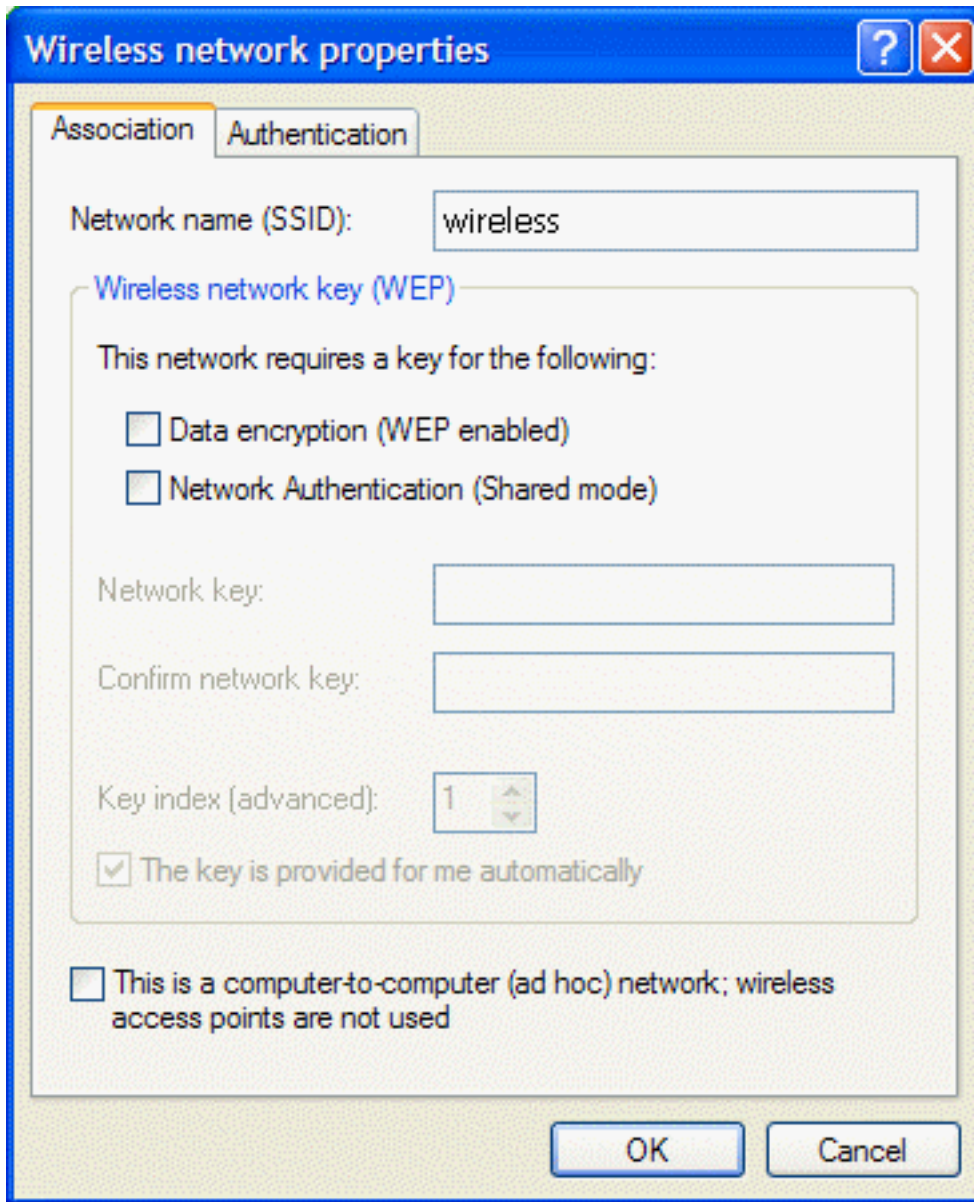 Wireless network properties
Association
Authentication
Network name (SSID):
wireless
Wireless network key (WEP)
This network requires a key for the following:
Data encryption (WEP enabled)
Network Authentication (Shared mode)
Network key:
Confirm network key:
Key index (advanced):
1
The key is provided for me automatically
This is a computer-to-computer (ad hoc) network; wireless
access points are not used
OK
Cancel